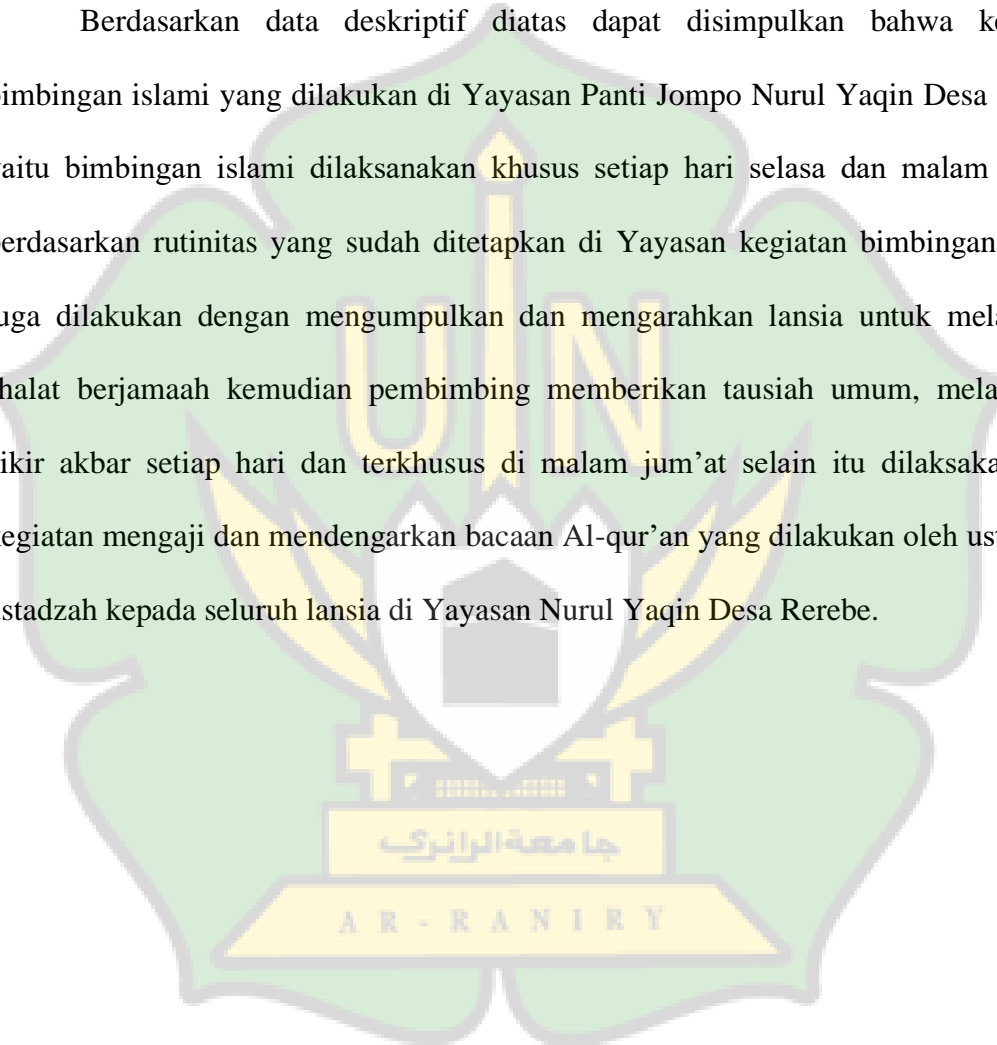 Berdasarkan data deskriptif diatas dapat disimpulkan bahwa
bimbingan islami yang dilakukan di Yayasan Panti Jompo Nurul Yaqin Desa
yaitu bimbingan islami dilaksanakan khusus setiap hari selasa dan malam
berdasarkan rutinitas yang sudah ditetapkan di Yayasan kegiatan bimbingan
juga dilakukan dengan mengumpulkan dan mengarahkan lansia untuk
berjamaah kemudian pembimbing memberikan tausiah umum,
akbar setiap hari dan terkhusus di malam jum’at selain itu
kegiatan mengaji dan mendengarkan bacaan Al-qur’an yang dilakukan oleh
ustadzah kepada seluruh lansia di Yayasan Nurul Yaqin Desa Rerebe.
UIN
جامعة الرانري
AR-RANIRY